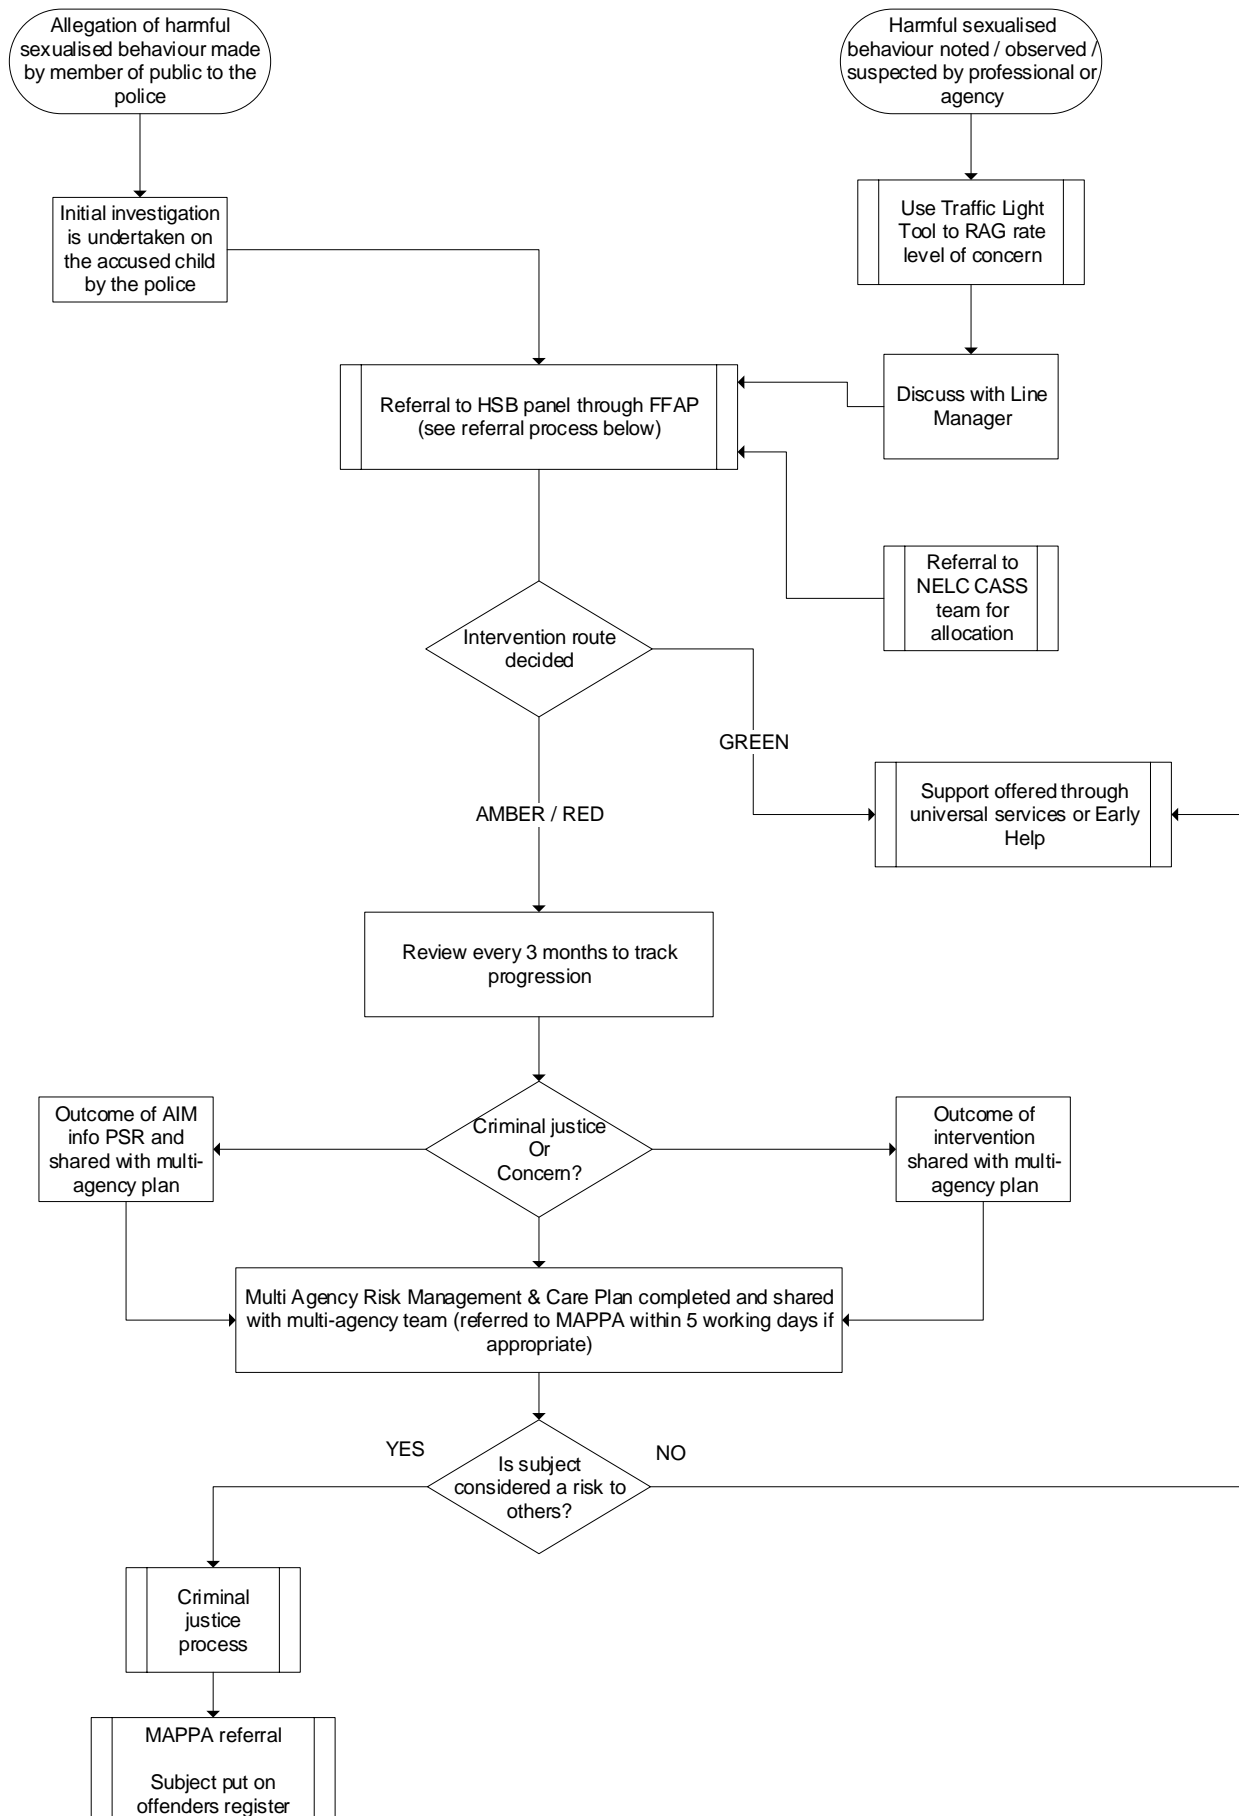 Allegation of harmful
sexualised behaviour made
by member of public to the
police
Harmful sexualised
behaviour noted / observed /
suspected by professional or
agency
Initial investigation
is undertaken on
the accused child
by the police
Use Traffic Light
Tool to RAG rate
level of concern
Referral to HSB panel through FFAP
(see referral process below)
Discuss with Line
Manager
Referral to
NELC CASS
team for
allocation
Intervention route
decided
GREEN
AMBER / RED
Support offered through
universal services or Early
Help
Review every 3 months to track
progression
Outcome of AIM
info PSR and
shared with multi-
agency plan
Criminal justice
Or
Concern?
Outcome of
intervention
shared with multi-
agency plan
Multi Agency Risk Management & Care Plan completed and shared
with multi-agency team (referred to MAPPA within 5 working days if
appropriate)
YES
NO
Is subject
considered a risk to
others?
Criminal
justice
process
MAPPA referral
Subject put on
offenders register